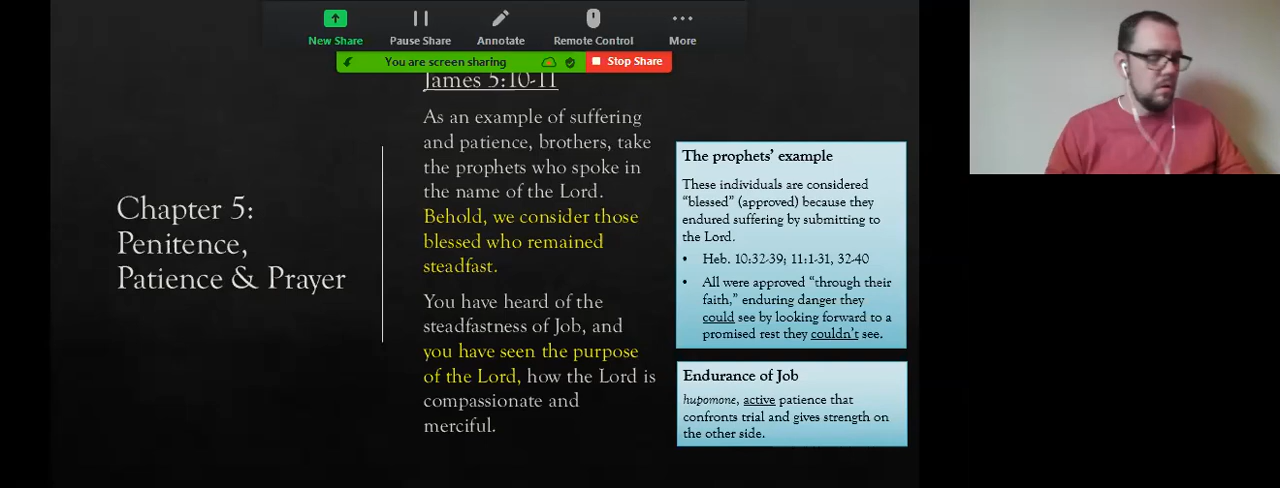 New Share
Pause Share
Annotate
Remote Control
More
You are screen sharing
Stop Share
James 5:10-11
As an example of suffering
and patience, brothers, take
the prophets who spoke in
the name of the Lord.
Behold, we consider those
blessed who remained
steadfast.
You have heard of the
steadfastness of Job, and
you have seen the purpose
of the Lord, how the Lord is
compassionate and
merciful.
Chapter 5:
Penitence,
Patience & Prayer
The prophets’ example
These individuals are considered
“blessed” (approved) because they
endured suffering by submitting to
the Lord.
• Heb. 10:32-39; 11:1-31, 32-40
• All were approved “through their
faith,” enduring danger they
could see by looking forward to a
promised rest they couldn’t see.
Endurance of Job
hupomone, active patience that
confronts trial and gives strength on
the other side.